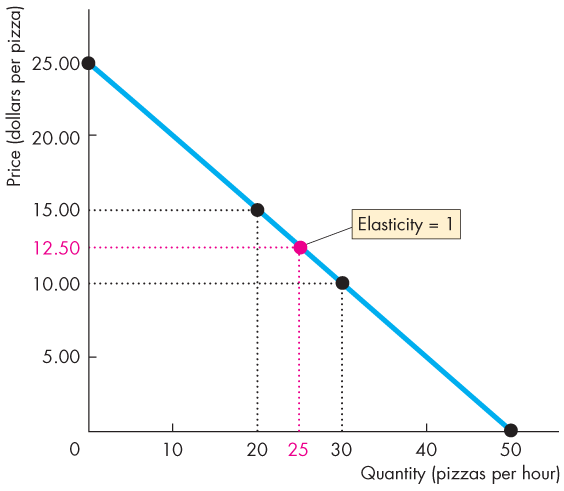 Price (dollars per pizza)
25.00
20.00
15.00
12.50
10.00
5.00
Elasticity = 1
0 10 20 25 30 40 50
Quantity (pizzas per hour)